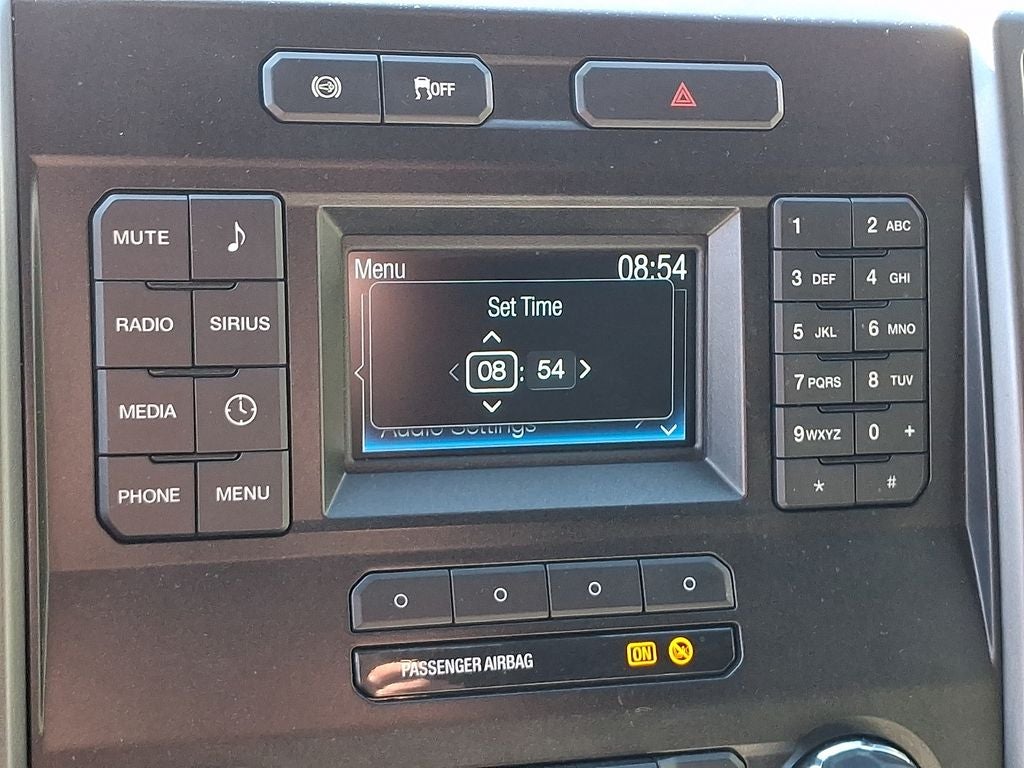 OFF
MUTE
RADIO SIRIUS
MEDIA
PHONE MENU
Menu 08:54
Set Time
08 : 54
Audio Settings
1 2 ABC
3 DEF 4 GHI
5 JKL 6 MNO
7 PQRS 8 TUV
9 WXYZ 0 +
* #
PASSENGER AIRBAG ON